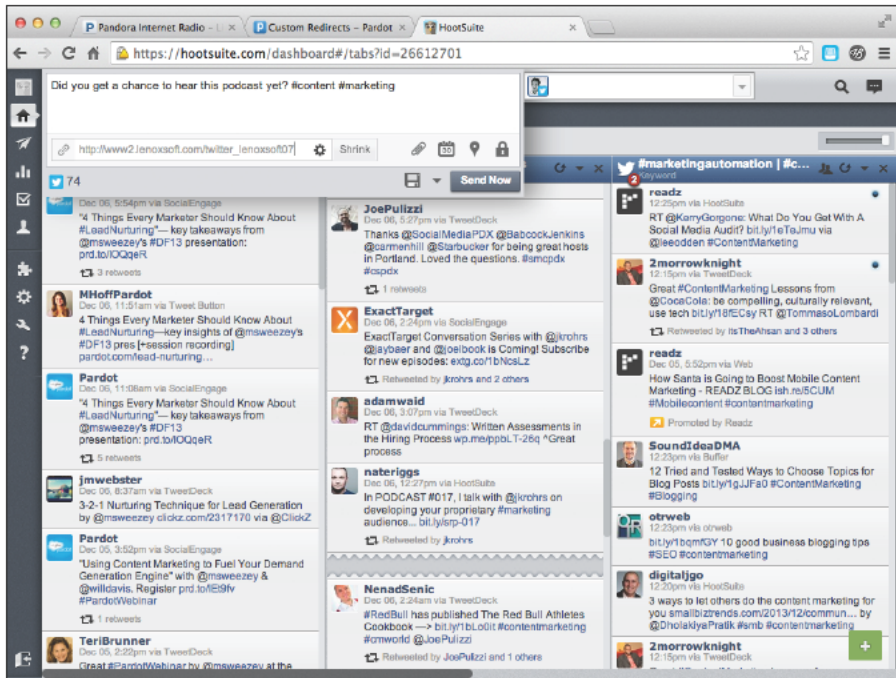 Pandora Internet Radio - Li
Custom Redirects - Pardot
HootSuite
https://hootsuite.com/dashboard#/tabs?id=26612701
Did you get a chance to hear this podcast yet? #content #marketing
http://www2.lenoxsoft.com/twitter_lenoxsoft07
Shrink
74
Send Now
Dec 06, 5:54pm via SocialEngage
"4 Things Every Marketer Should Know About
#LeadNurturing"— key takeaways from
@msweezey's #DF13 presentation:
prd.to/IOQqeR
3 retweets
MHoffPardot
Dec 06, 11:51am via Tweet Button
4 Things Every Marketer Should Know About
#LeadNurturing—key insights of @msweezey's
#DF13 pres [+session recording]
pardot.com/lead-nurturing…
Pardot
Dec 06, 11:08am via SocialEngage
"4 Things Every Marketer Should Know About
#LeadNurturing"— key takeaways from
@msweezey's #DF13
presentation: prd.to/IOQqeR
5 retweets
jmwebster
Dec 06, 8:37am via TweetDeck
3-2-1 Nurturing Technique for Lead Generation
by @msweezey clickz.com/2317170 via @ClickZ
Pardot
Dec 05, 3:52pm via SocialEngage
"Using Content Marketing to Fuel Your Demand
Generation Engine" with @msweezey &
@willdavis. Register prd.to/IEt9fv
#PardotWebinar
1 retweets
TeriBrunner
Dec 05, 2:22pm via TweetDeck
Great #PardotWebinar by @msweezey at the
JoePulizzi
Dec 06, 5:27pm via TweetDeck
Thanks @SocialMediaPDX @BabcockJenkins
@carmenhill @Starbucker for being great hosts
in Portland. Loved the questions. #smcpdx
#cspdx
1 retweets
ExactTarget
Dec 06, 2:24pm via SocialEngage
ExactTarget Conversation Series with @jkrohrs
@jaybaer and @joelbook is Coming! Subscribe
for new episodes: extg.co/1bNcsLz
Retweeted by jkrohrs and 2 others
adamwaid
Dec 06, 3:07pm via TweetDeck
RT @davidcummings: Written Assessments in
the Hiring Process wp.me/ppbLT-26q ^Great
process
nateriggs
Dec 06, 12:27pm via HootSuite
In PODCAST #017, I talk with @jkrohrs on
developing your proprietary #marketing
audience... bit.ly/srp-017
Retweeted by jkrohrs
NenadSenic
Dec 06, 2:24am via TweetDeck
#RedBull has published The Red Bull Athletes
Cookbook —> bit.ly/1bLo0it #contentmarketing
#cmworld @JoePulizzi
Retweeted by JoePulizzi and 1 others
#marketingautomation | #c...
Keyword
2
readz
12:25pm via HootSuite
RT @KerryGorgone: What Do You Get With A
Social Media Audit? bit.ly/1eTeJmu via
@leeodden #ContentMarketing
2morrowknight
12:15pm via TweetDeck
Great #ContentMarketing Lessons from
@CocaCola: be compelling, culturally relevant,
use tech bit.ly/18fECsy RT @TommasoLombardi
Retweeted by ItsTheAhsan and 3 others
readz
Dec 05, 5:52pm via Web
How Santa is Going to Boost Mobile Content
Marketing - READZ BLOG ish.re/5CUM
#Mobilecontent #contentmarketing
Promoted by Readz
SoundIdeaDMA
12:23pm via Buffer
12 Tried and Tested Ways to Choose Topics for
Blog Posts bit.ly/1gJJFa0 #ContentMarketing
#Blogging
otrweb
12:23pm via otrweb
bit.ly/1bqmfGY 10 good business blogging tips
#SEO #contentmarketing
digitaljgo
12:20pm via HootSuite
3 ways to let others do the content marketing for
you smallbiztrends.com/2013/12/commun… by
@DholakiyaPratik #smb #contentmarketing
2morrowknight
12:15pm via TweetDeck